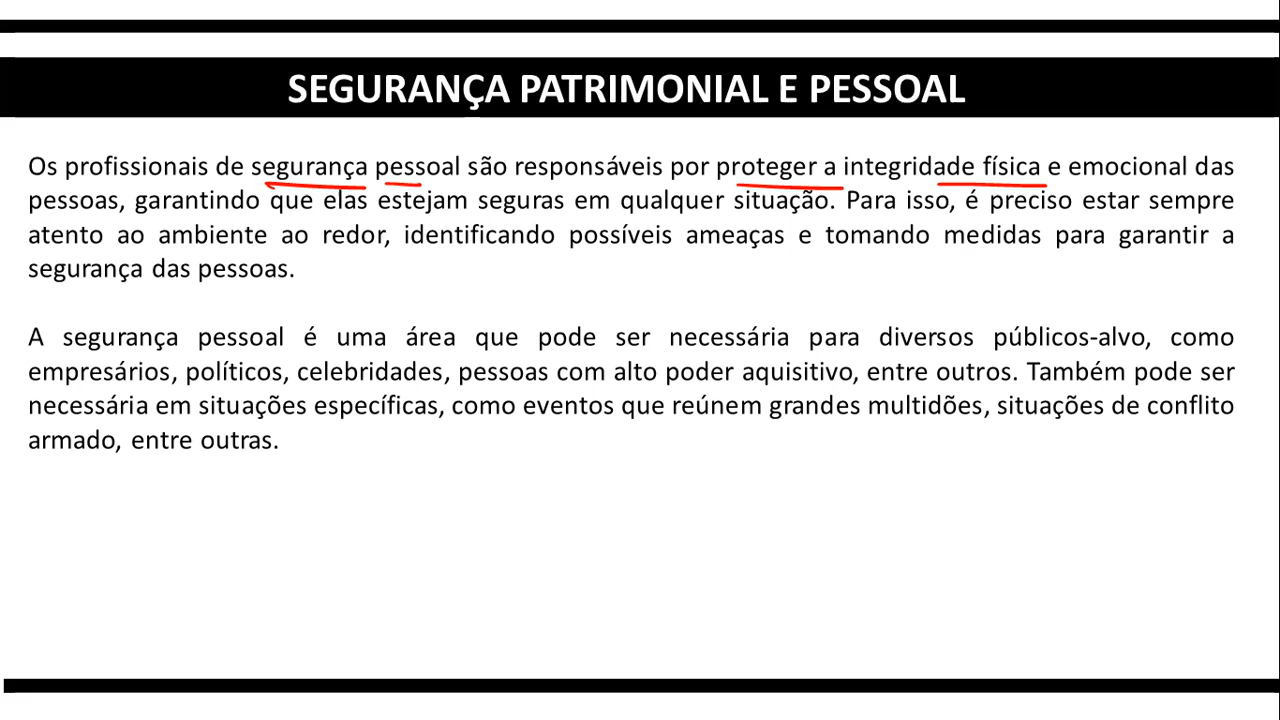 SEGURANÇA PATRIMONIAL E PESSOAL
Os profissionais de segurança pessoal são responsáveis por proteger a integridade física e emocional das
pessoas, garantindo que elas estejam seguras em qualquer situação. Para isso, é preciso estar sempre
atento ao ambiente ao redor, identificando possíveis ameaças e tomando medidas para garantir a
segurança das pessoas.
A segurança pessoal é uma área que pode ser necessária para diversos públicos-alvo, como
empresários, políticos, celebridades, pessoas com alto poder aquisitivo, entre outros. Também pode ser
necessária em situações específicas, como eventos que reúnem grandes multidões, situações de conflito
armado, entre outras.